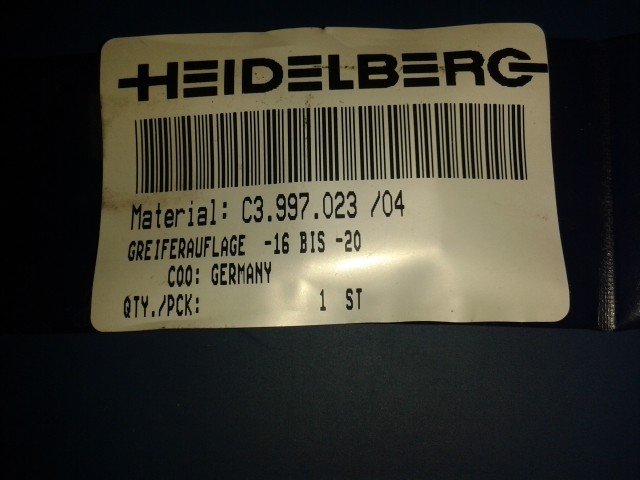 HEIDELBERG
Material: C3.997.023 /04
GREIFERAUFLAGE -16 BIS -20
COO: GERMANY
QTY./PCK: 1 ST